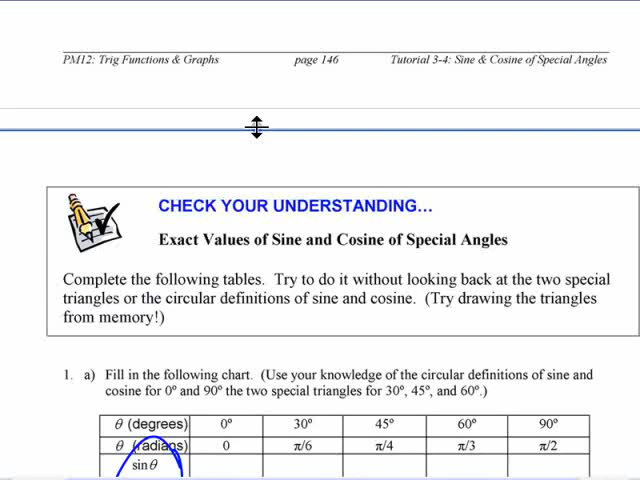 PM12: Trig Functions & Graphs page 146 Tutorial 3-4: Sine & Cosine of Special Angles
CHECK YOUR UNDERSTANDING…
Exact Values of Sine and Cosine of Special Angles
Complete the following tables. Try to do it without looking back at the two special
triangles or the circular definitions of sine and cosine. (Try drawing the triangles
from memory!)
1. a) Fill in the following chart. (Use your knowledge of the circular definitions of sine and
cosine for 0º and 90º the two special triangles for 30º, 45º, and 60º.)
θ (degrees) 0º 30º 45º 60º 90º
θ (radians) 0 π/6 π/4 π/3 π/2
sin θ